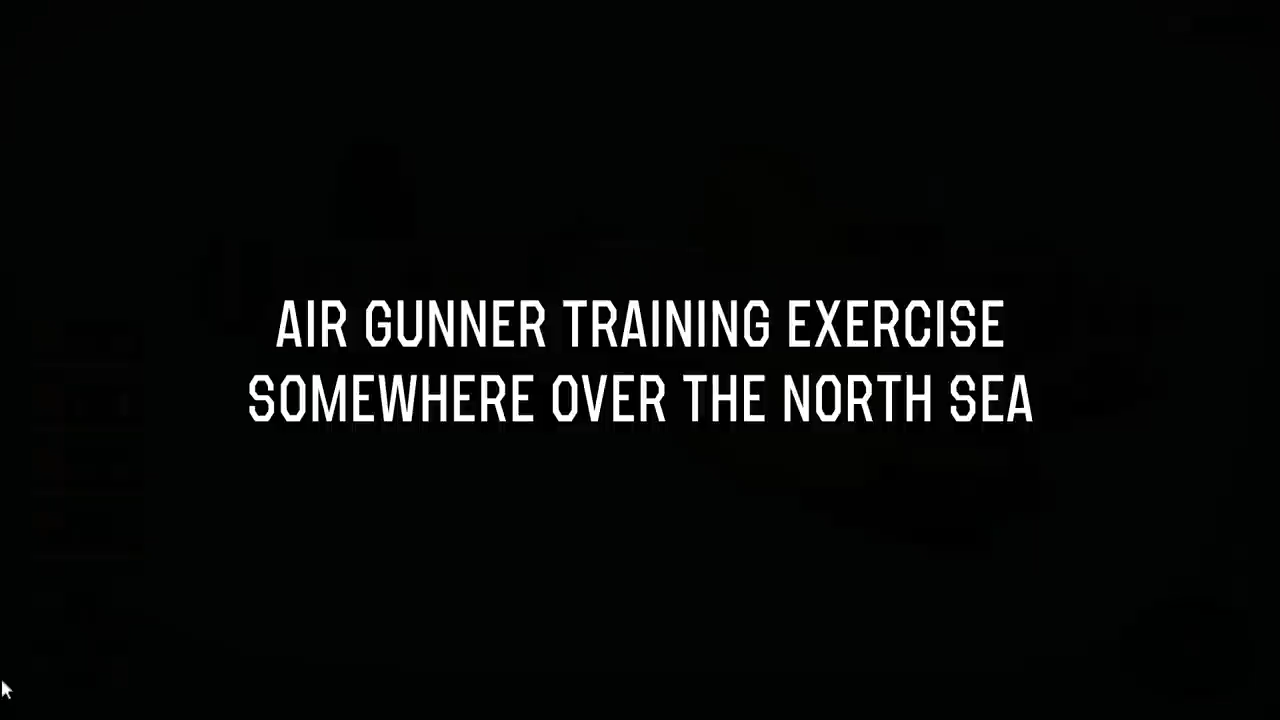 AIR GUNNER TRAINING EXERCISE
SOMEWHERE OVER THE NORTH SEA